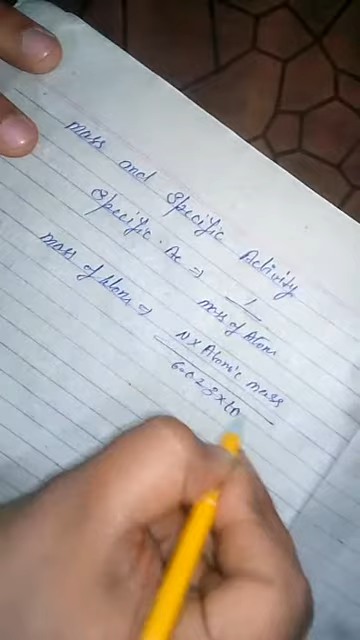 Mass and Specific Activity
Specific. Ac => 1
mass of Atom
mass of Atom => N x Atomic mass
6.023 x 10